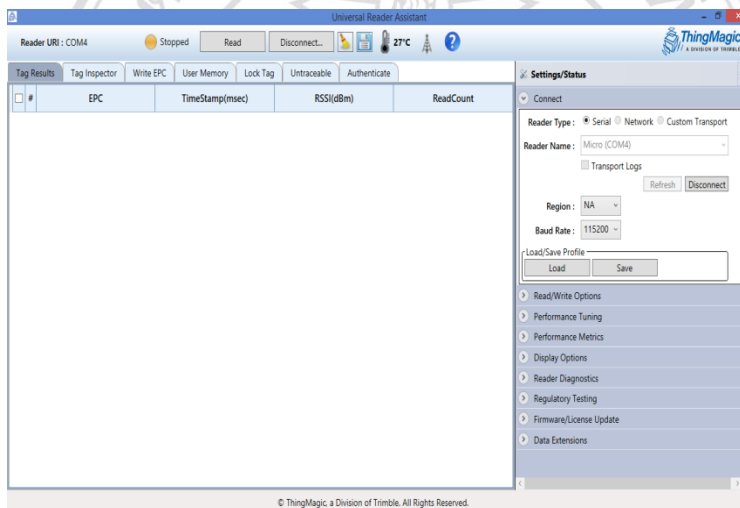 Universal Reader Assistant
Reader URI : COM4 Stopped Read Disconnect... 27°C ?
ThingMagic
A DIVISION OF TRIMBLE
Tag Results Tag Inspector Write EPC User Memory Lock Tag Untraceable Authenticate
# EPC TimeStamp(msec) RSSI(dBm) ReadCount
Settings/Status
Connect
Reader Type : Serial Network Custom Transport
Reader Name : Micro (COM4)
Transport Logs
Refresh Disconnect
Region : NA
Baud Rate : 115200
Load/Save Profile
Load Save
Read/Write Options
Performance Tuning
Performance Metrics
Display Options
Reader Diagnostics
Regulatory Testing
Firmware/License Update
Data Extensions
© ThingMagic, a Division of Trimble. All Rights Reserved.